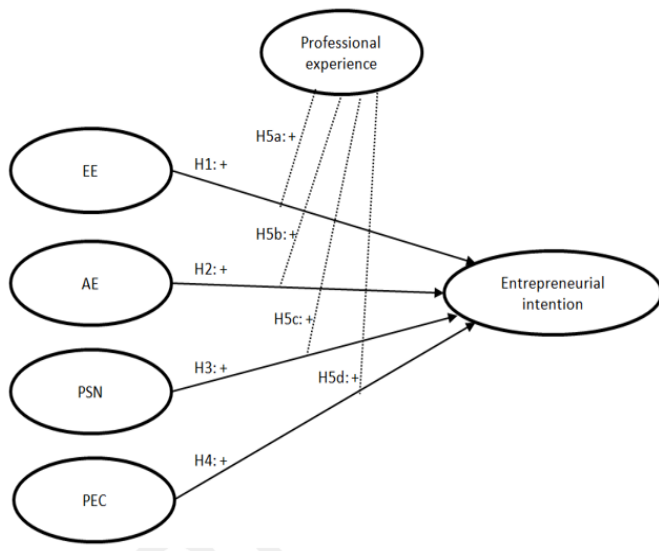 Professional
experience
H5a: +
EE
H1: +
H5b: +
AE
H2: +
Entrepreneurial
intention
H5c: +
PSN
H3: +
H5d: +
PEC
H4: +